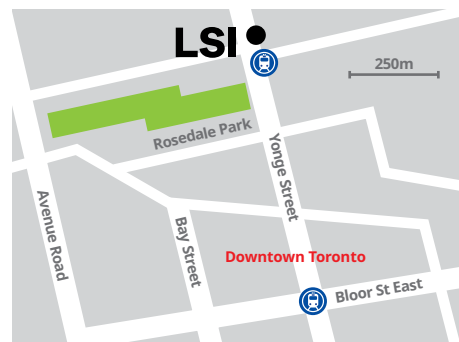 LSI
250m
Rosedale Park
Yonge Street
Avenue Road
Bay Street
Downtown Toronto
Bloor St East